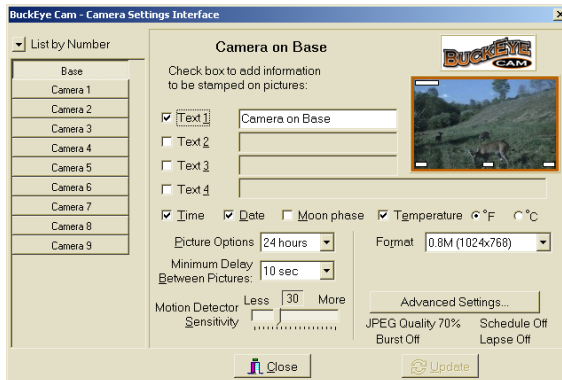 BuckEye Cam - Camera Settings Interface
List by Number
Base
Camera 1
Camera 2
Camera 3
Camera 4
Camera 5
Camera 6
Camera 7
Camera 8
Camera 9
Camera on Base
BUCKEYE
CAM
Check box to add information
to be stamped on pictures:
Text 1 Camera on Base
Text 2
Text 3
Text 4
Time Date Moon phase Temperature °F °C
Picture Options 24 hours
Format 0.8M (1024x768)
Minimum Delay
Between Pictures: 10 sec
Less 30 More
Motion Detector
Sensitivity
Advanced Settings...
JPEG Quality 70% Schedule Off
Burst Off Lapse Off
Close Update